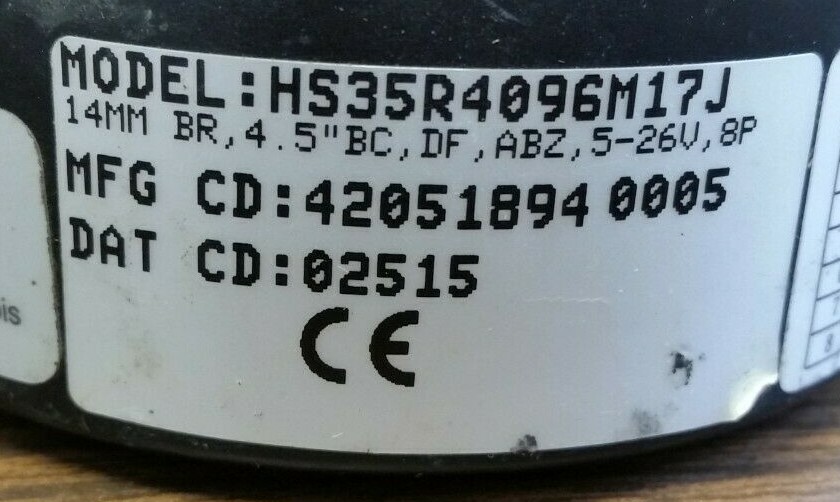 MODEL:HS35R4096M17J
14MM BR,4.5"BC,DF,ABZ,5-26V,8P
MFG CD:42051894 0005
DAT CD:02515
CE
8